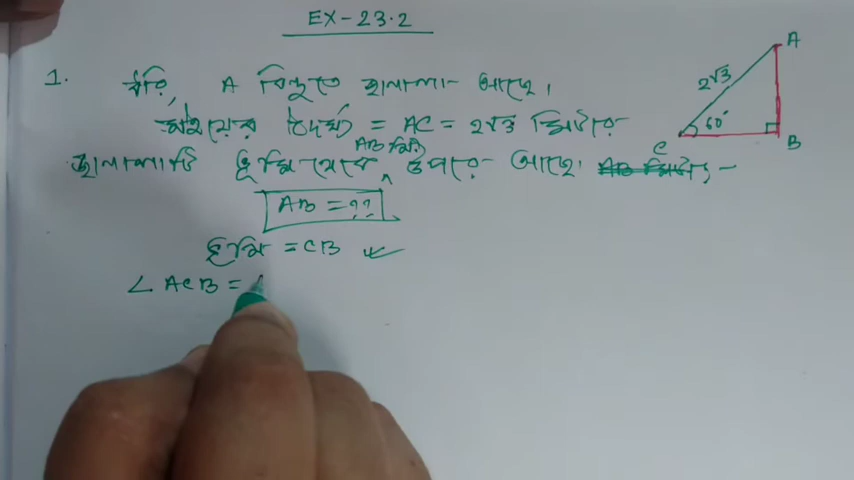 EX-23.2
1. ধরি, A বিন্দুতে জানালা আছে।
A
2√3
60°
C
B
মইয়ের দৈর্ঘ্য = AC = 2√3 মিটার
AB মিটার
জানালাটি ভূমি থেকে ^ উপরে আছে।
AB = ??
ভূমি = CB ✓
∠ ACB =